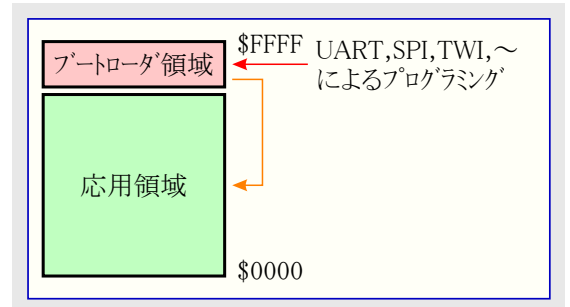 ブートローダ領域
$FFFF
UART,SPI,TWI,～
によるプログラミング
応用領域
$0000